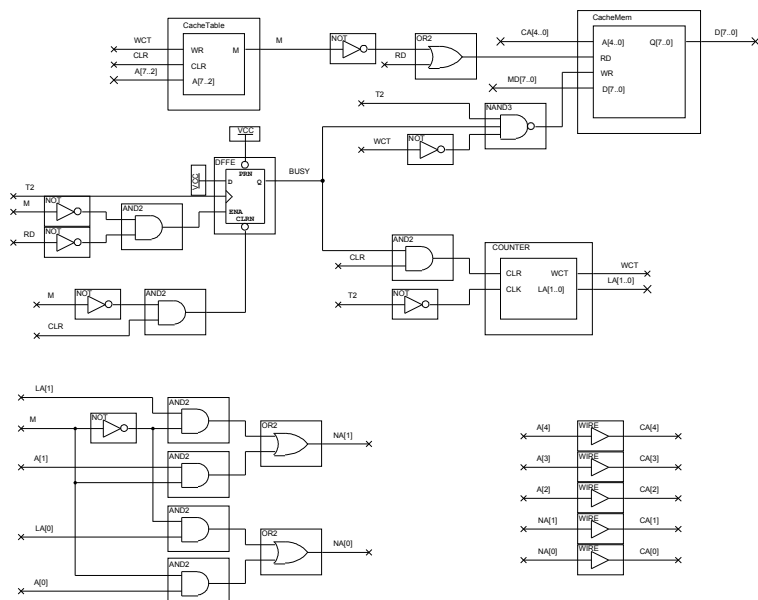 CacheTable
WCT
CLR
A[7..2]
WR
CLR
A[7..2]
M
M
NOT
RD
OR2
CacheMem
CA[4..0]
MD[7..0]
A[4..0]
RD
WR
D[7..0]
Q[7..0]
D[7..0]
T2
WCT
NOT
NAND3
VCC
DFFE
VCC
PRN
D
Q
ENA
CLRN
BUSY
T2
M
RD
NOT
NOT
AND2
M
CLR
NOT
AND2
AND2
CLR
T2
NOT
COUNTER
CLR
CLK
WCT
LA[1..0]
WCT
LA[1..0]
LA[1]
M
NOT
A[1]
LA[0]
A[0]
AND2
AND2
AND2
AND2
OR2
NA[1]
OR2
NA[0]
A[4] WIRE CA[4]
A[3] WIRE CA[3]
A[2] WIRE CA[2]
NA[1] WIRE CA[1]
NA[0] WIRE CA[0]